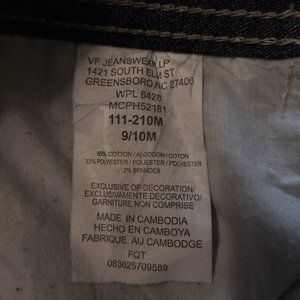 VF JEANSWEAR LP
1421 SOUTH ELM ST
GREENSBORO, NC 27406
WPL 6428
MCPH52181
111-210M
9/10M
65% COTTON/ALGODON/COTON
33% POLYESTER/POLIESTER/POLYESTER
2% SPANDEX
EXCLUSIVE OF DECORATION/
EXCLUSIVAMENTE DECORATIVO/
GARNITURE NON COMPRISE
MADE IN CAMBODIA
HECHO EN CAMBOYA
FABRIQUE AU CAMBODGE
FQT
083625709589